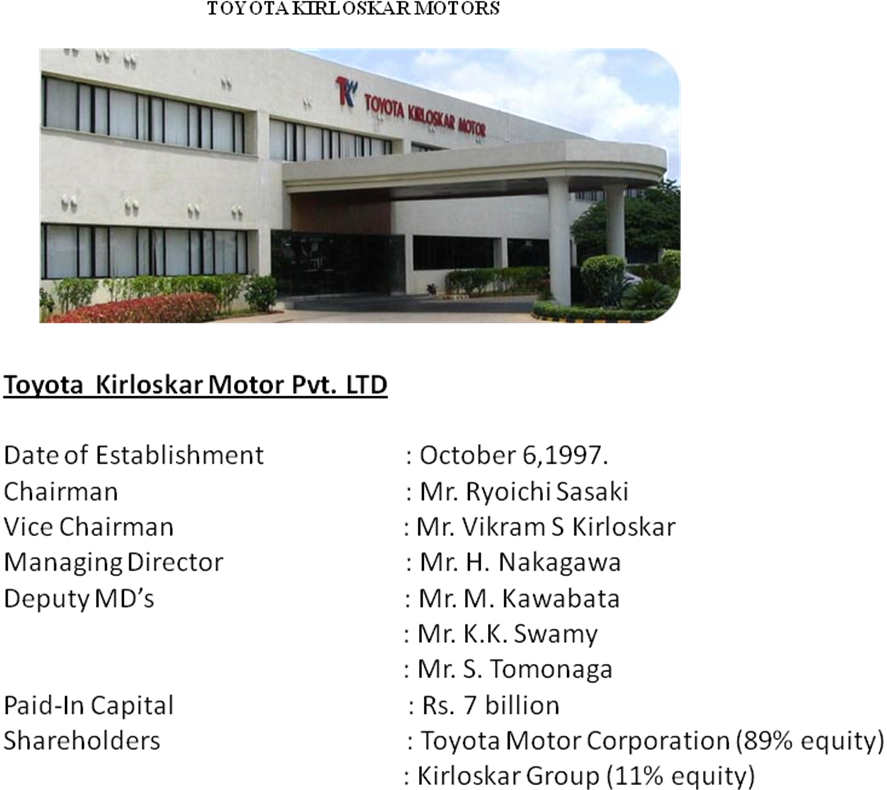 TOYOTA KIRLOSKAR MOTORS
TK TOYOTA KIRLOSKAR MOTOR
Toyota Kirloskar Motor Pvt. LTD
Date of Establishment : October 6,1997.
Chairman : Mr. Ryoichi Sasaki
Vice Chairman : Mr. Vikram S Kirloskar
Managing Director : Mr. H. Nakagawa
Deputy MD’s : Mr. M. Kawabata
: Mr. K.K. Swamy
: Mr. S. Tomonaga
Paid-In Capital : Rs. 7 billion
Shareholders : Toyota Motor Corporation (89% equity)
: Kirloskar Group (11% equity)